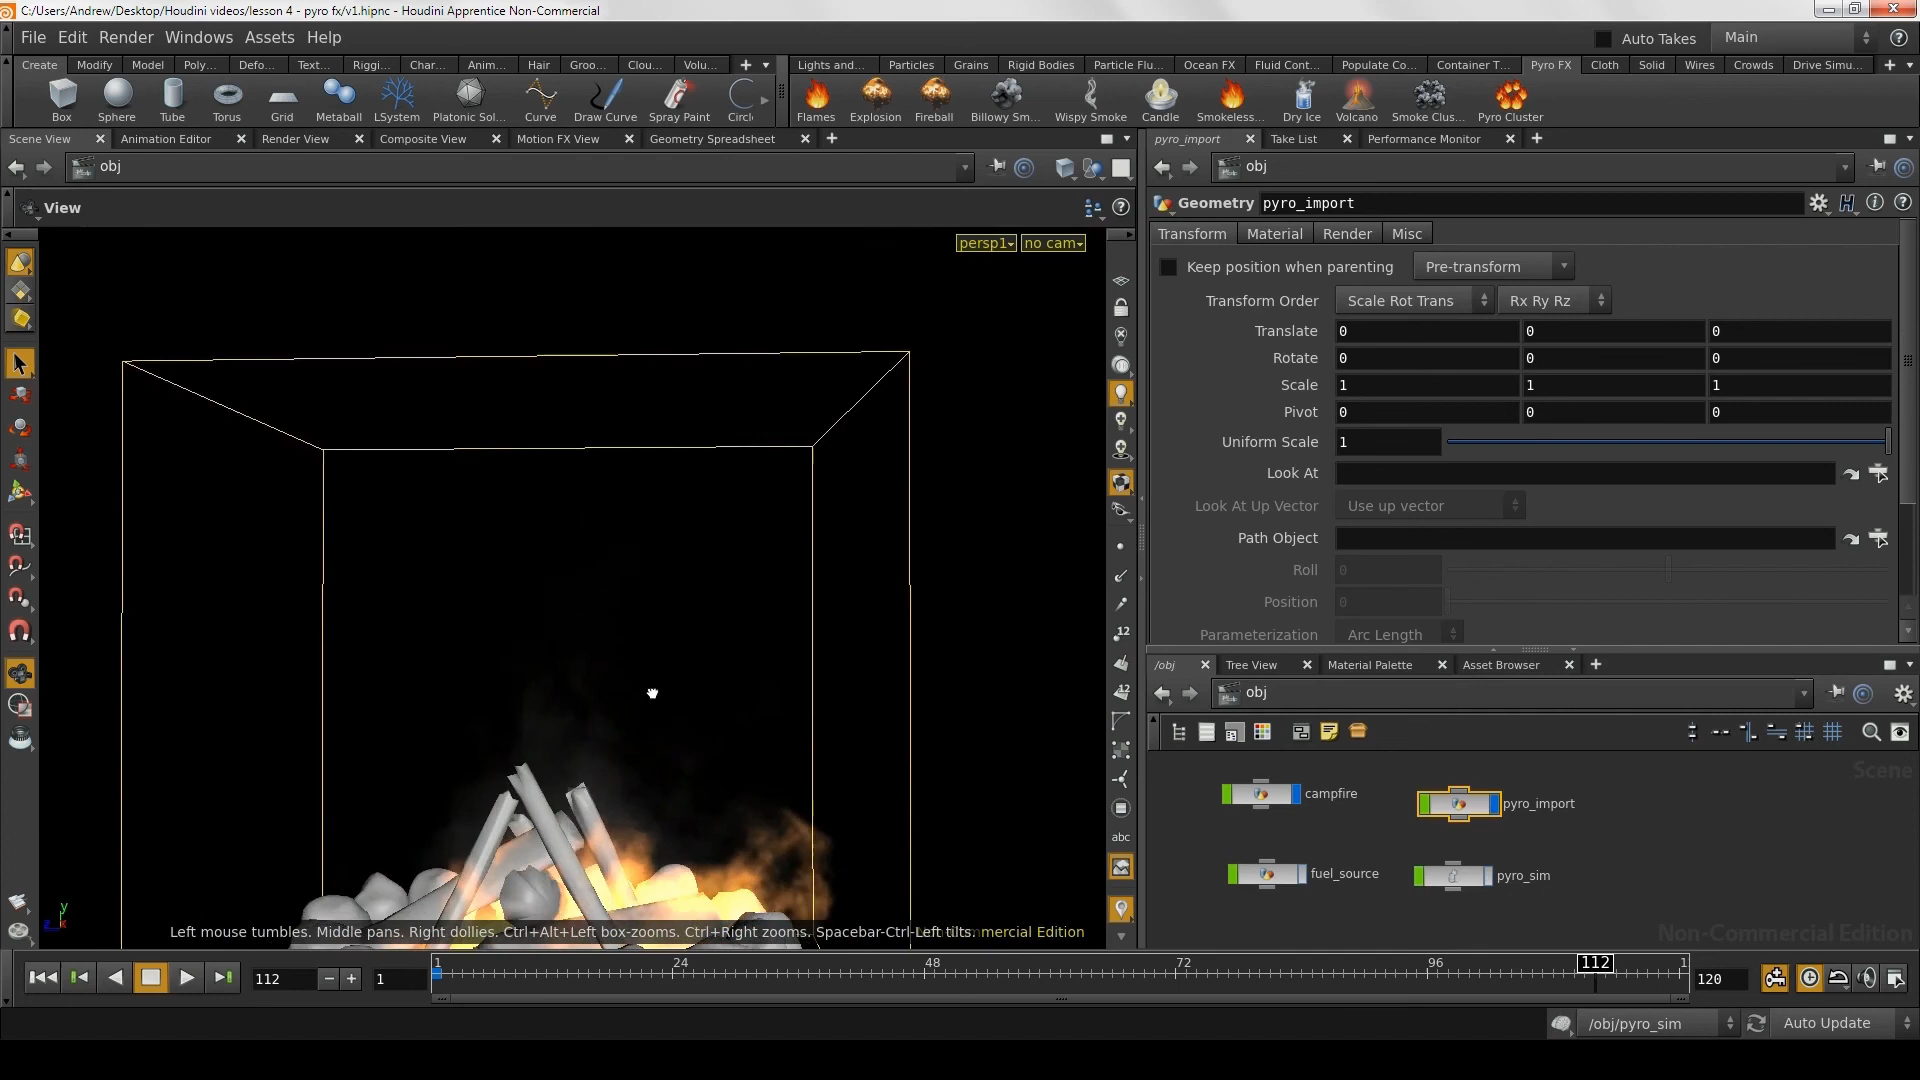 C:/Users/Andrew/Desktop/Houdini videos/lesson 4 - pyro fx/v1.hipnc - Houdini Apprentice Non-Commercial
File Edit Render Windows Assets Help
Auto Takes Main
Create Modify Model Poly... Defo... Text... Riggi... Char... Anim... Hair Groo... Clou... Volu...
Lights and... Particles Grains Rigid Bodies Particle Flu... Ocean FX Fluid Cont... Populate Co... Container T... Pyro FX Cloth Solid Wires Crowds Drive Simu...
Box Sphere Tube Torus Grid Metaball LSystem Platonic Sol... Curve Draw Curve Spray Paint Circl
Flames Explosion Fireball Billowy Sm... Wispy Smoke Candle Smokeless... Dry Ice Volcano Smoke Clus... Pyro Cluster
Scene View Animation Editor Render View Composite View Motion FX View Geometry Spreadsheet
pyro_import Take List Performance Monitor
obj
obj
View
persp1 no cam
Geometry pyro_import
Transform Material Render Misc
Keep position when parenting Pre-transform
Transform Order Scale Rot Trans Rx Ry Rz
Translate 0 0 0
Rotate 0 0 0
Scale 1 1 1
Pivot 0 0 0
Uniform Scale 1
Look At
Look At Up Vector Use up vector
Path Object
Roll 0
Position 0
Parameterization Arc Length
12
12
abc
/obj Tree View Material Palette Asset Browser
obj
Scene
campfire
pyro_import
fuel_source
pyro_sim
Non-Commercial Edition
y
z x
Left mouse tumbles. Middle pans. Right dollies. Ctrl+Alt+Left box-zooms. Ctrl+Right zooms. Spacebar-Ctrl-Left tilts. mmercial Edition
112 1
1 24 48 72 96 112 1
120
/obj/pyro_sim Auto Update